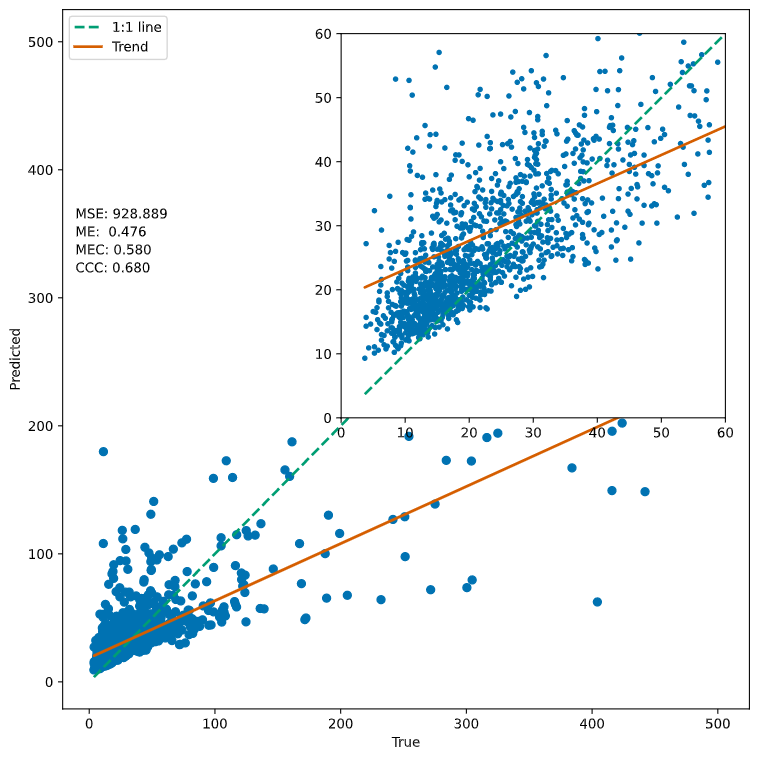 1:1 line
Trend
MSE: 928.889
ME:  0.476
MEC: 0.580
CCC: 0.680
500
400
300
200
100
0
Predicted
60
50
40
30
20
10
0
0 10 20 30 40 50 60
0 100 200 300 400 500
True